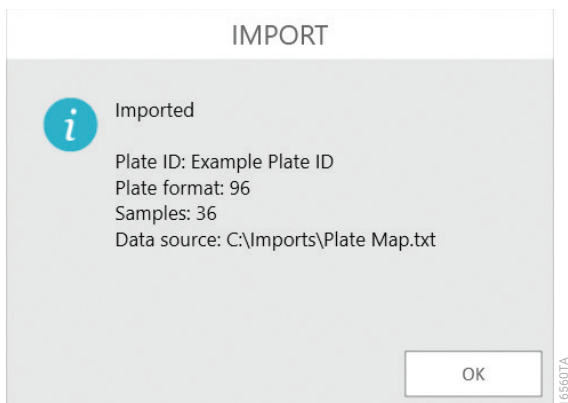 IMPORT
i
Imported
Plate ID: Example Plate ID
Plate format: 96
Samples: 36
Data source: C:\Imports\Plate Map.txt
OK
16560TA